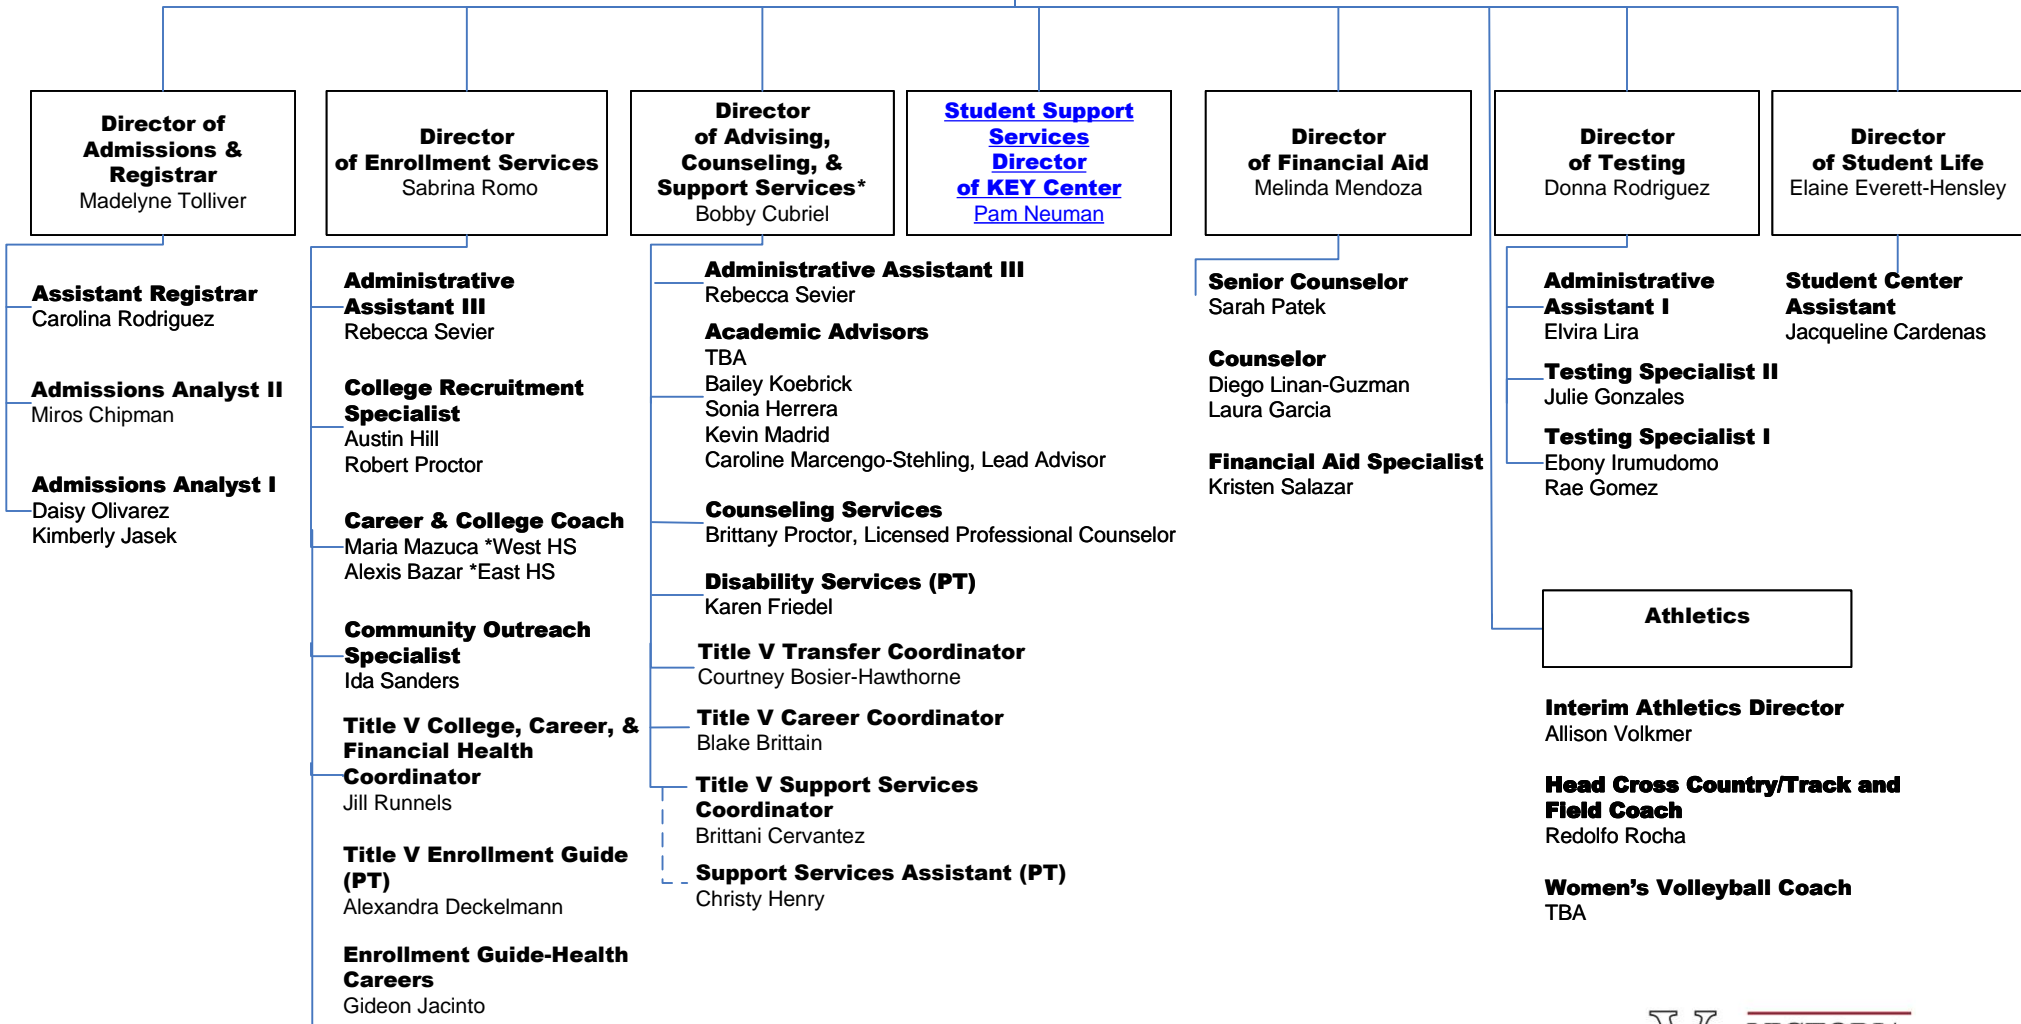 Director of
Admissions &
Registrar
Madelyne Tolliver
Assistant Registrar
Carolina Rodriguez
Admissions Analyst II
Miros Chipman
Admissions Analyst I
Daisy Olivarez
Kimberly Jasek
Director
of Enrollment Services
Sabrina Romo
Administrative
Assistant III
Rebecca Sevier
College Recruitment
Specialist
Austin Hill
Robert Proctor
Career & College Coach
Maria Mazuca *West HS
Alexis Bazar *East HS
Community Outreach
Specialist
Ida Sanders
Title V College, Career, &
Financial Health
Coordinator
Jill Runnels
Title V Enrollment Guide
(PT)
Alexandra Deckelmann
Enrollment Guide-Health
Careers
Gideon Jacinto
Director
of Advising,
Counseling, &
Support Services*
Bobby Cubriel
Administrative Assistant III
Rebecca Sevier
Academic Advisors
TBA
Bailey Koebrick
Sonia Herrera
Kevin Madrid
Caroline Marcengo-Stehling, Lead Advisor
Counseling Services
Brittany Proctor, Licensed Professional Counselor
Disability Services (PT)
Karen Friedel
Title V Transfer Coordinator
Courtney Bosier-Hawthorne
Title V Career Coordinator
Blake Brittain
Title V Support Services
Coordinator
Brittani Cervantez
Support Services Assistant (PT)
Christy Henry
Student Support
Services
Director
of KEY Center
Pam Neuman
Director
of Financial Aid
Melinda Mendoza
Senior Counselor
Sarah Patek
Counselor
Diego Linan-Guzman
Laura Garcia
Financial Aid Specialist
Kristen Salazar
Director
of Testing
Donna Rodriguez
Administrative
Assistant I
Elvira Lira
Testing Specialist II
Julie Gonzales
Testing Specialist I
Ebony Irumudomo
Rae Gomez
Director
of Student Life
Elaine Everett-Hensley
Student Center
Assistant
Jacqueline Cardenas
Athletics
Interim Athletics Director
Allison Volkmer
Head Cross Country/Track and
Field Coach
Redolfo Rocha
Women's Volleyball Coach
TBA